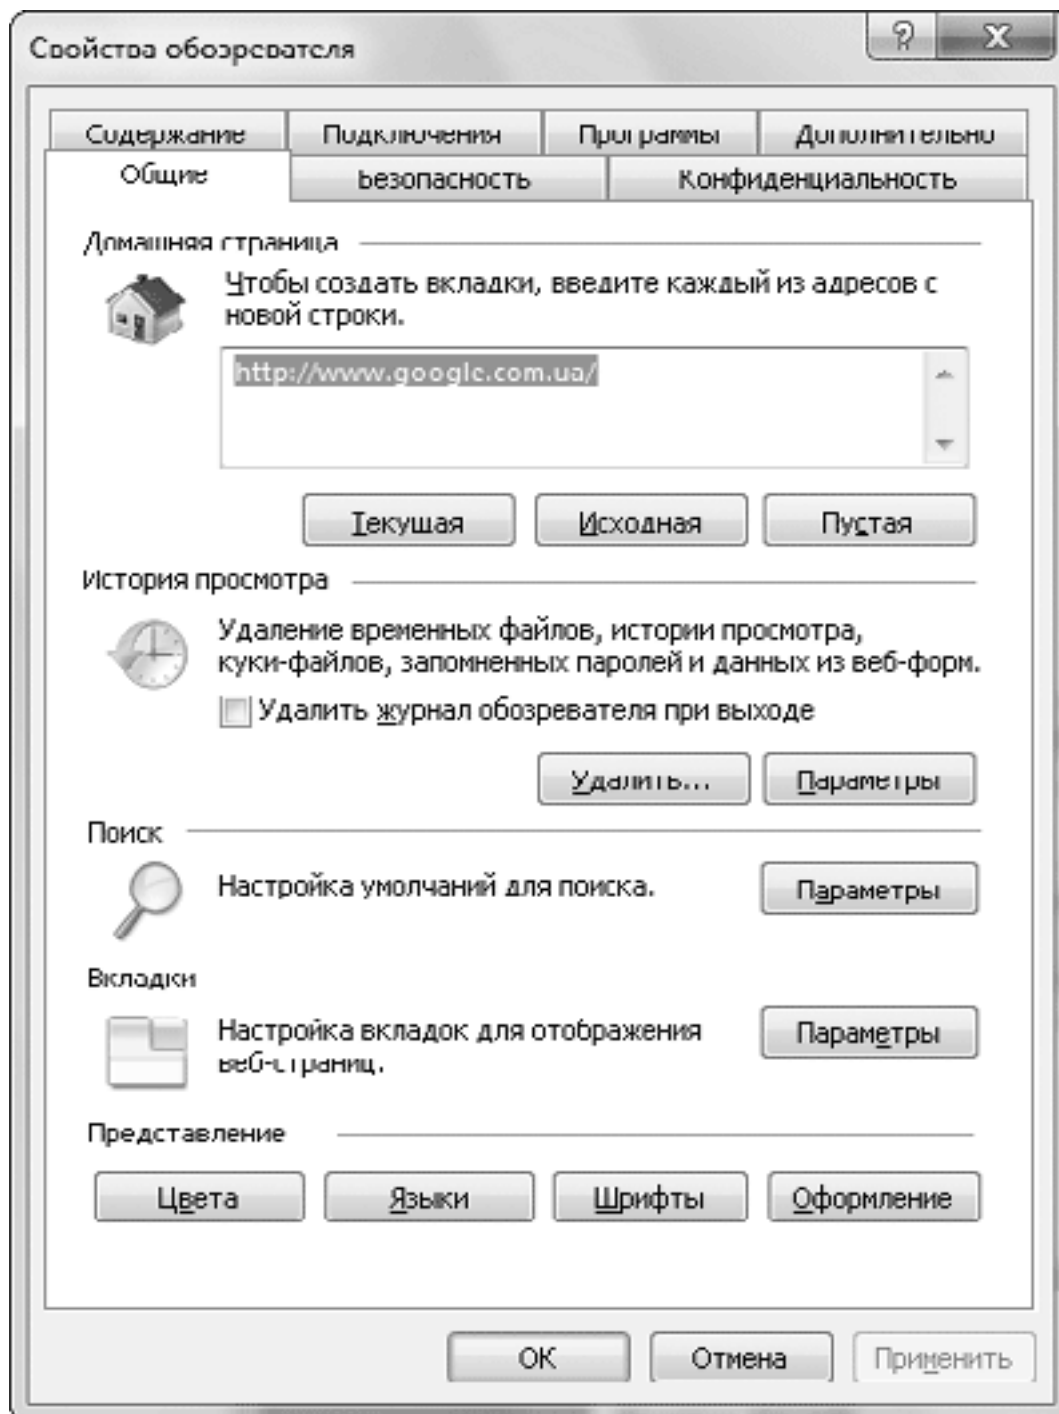 Свойства обозревателя
Содержание Подключения Программы Дополнительно
Общие Безопасность Конфиденциальность
Домашняя страница
Чтобы создать вкладки, введите каждый из адресов с
новой строки.
http://www.google.com.ua/
Текущая Исходная Пустая
История просмотра
Удаление временных файлов, истории просмотра,
куки-файлов, запомненных паролей и данных из веб-форм.
Удалить журнал обозревателя при выходе
Удалить... Параметры
Поиск
Настройка умолчаний для поиска. Параметры
Вкладки
Настройка вкладок для отображения
веб-страниц.
Параметры
Представление
Цвета Языки Шрифты Оформление
ОК Отмена Применить